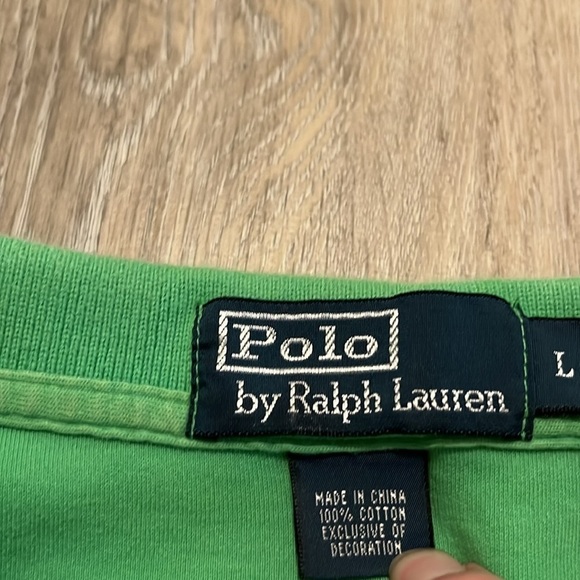 Polo
by Ralph Lauren
L
MADE IN CHINA
100% COTTON
EXCLUSIVE OF
DECORATION